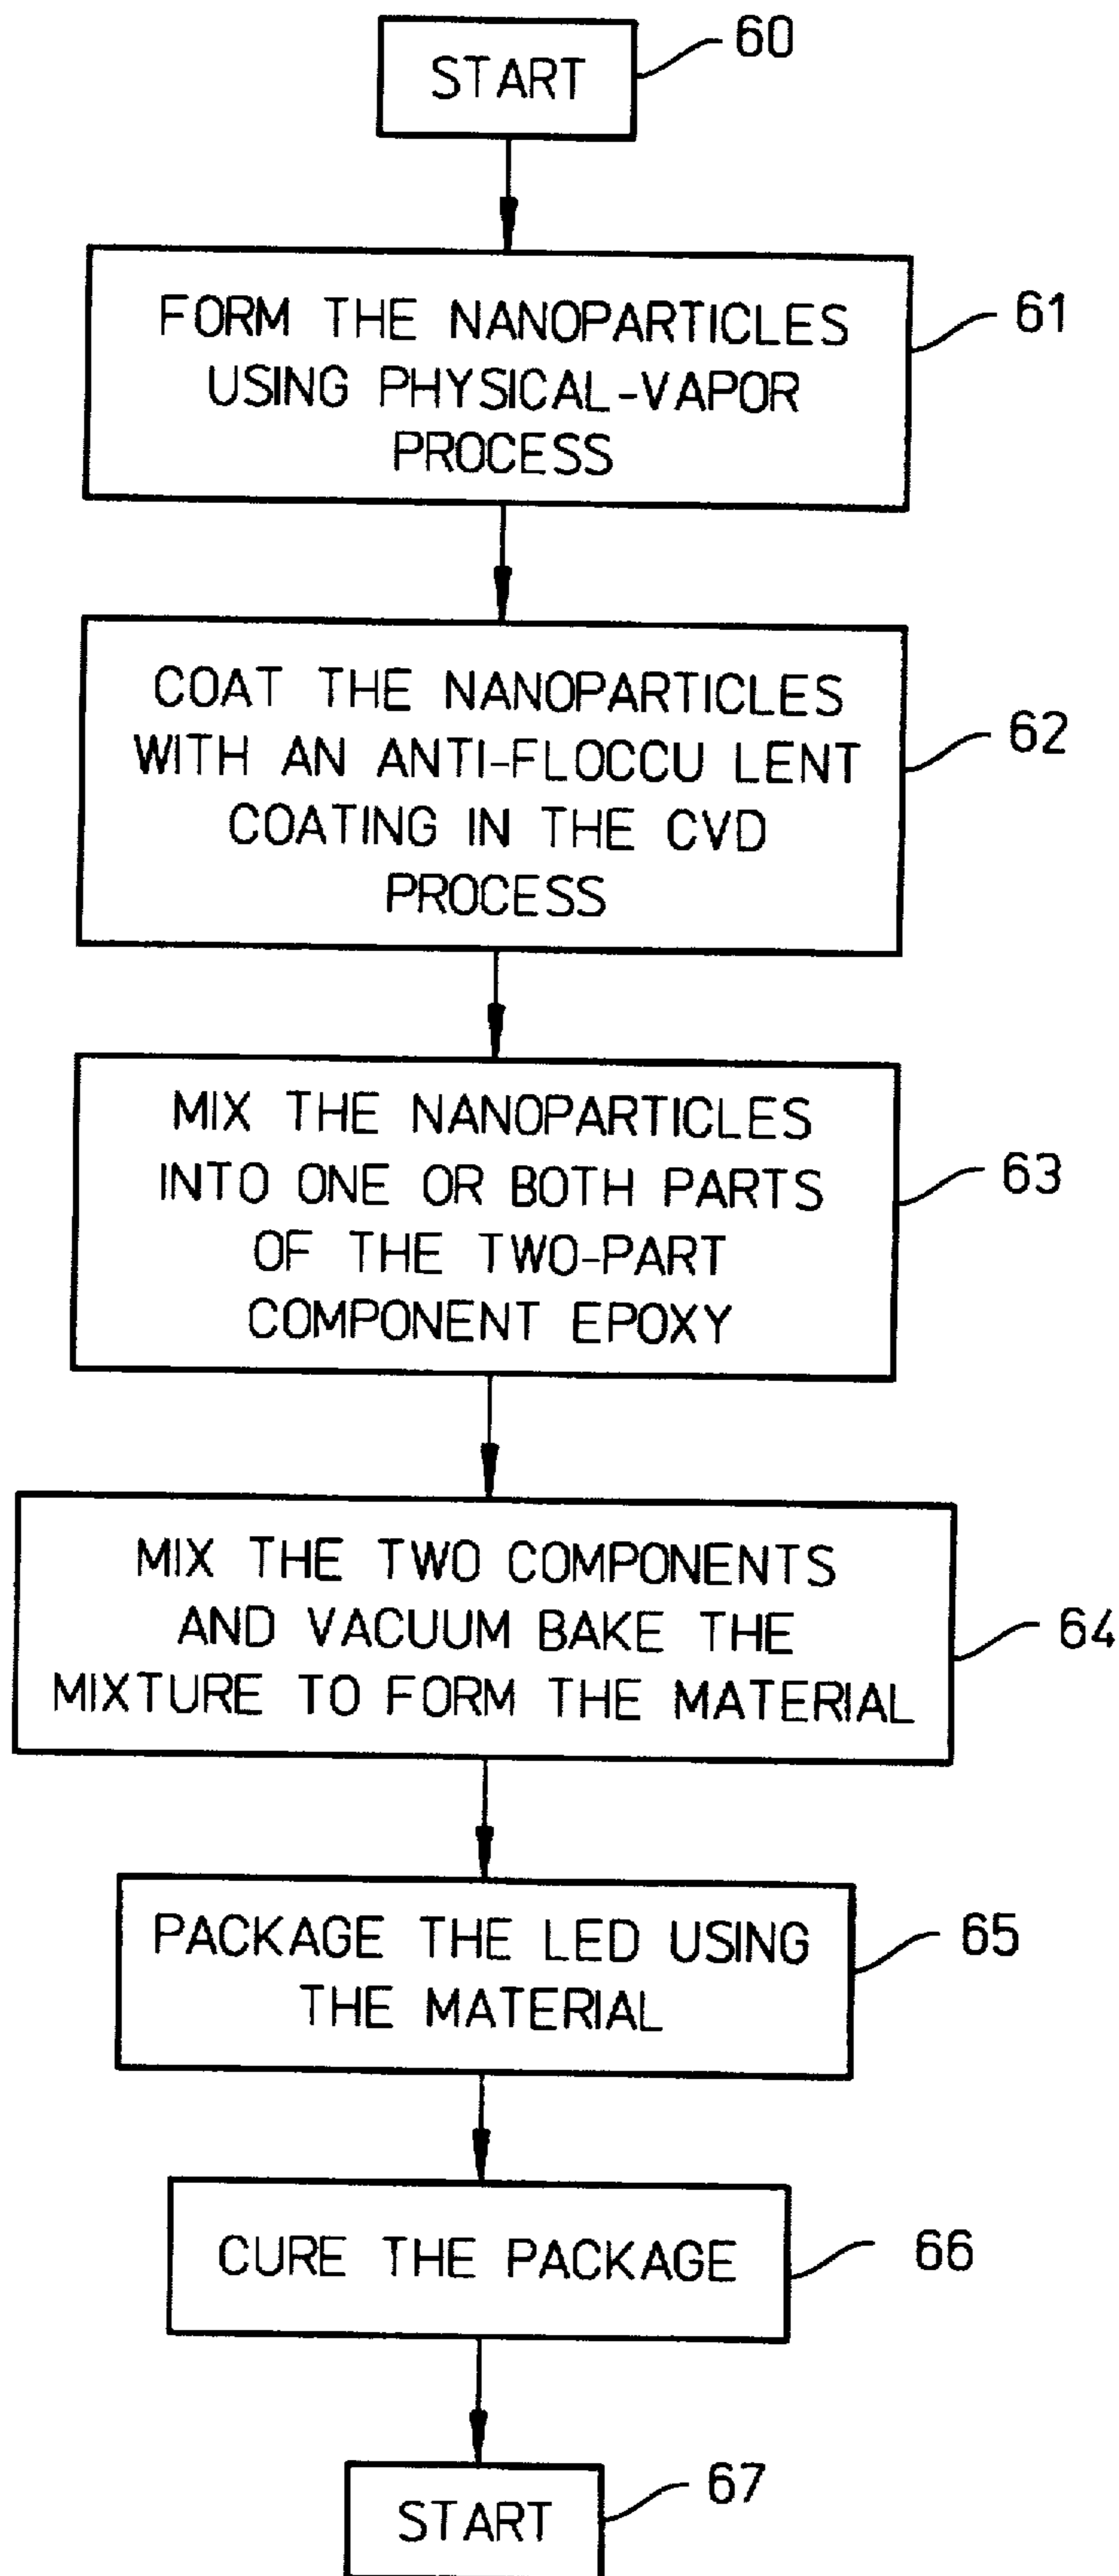 START
60
FORM THE NANOPARTICLES
USING PHYSICAL-VAPOR
PROCESS
61
COAT THE NANOPARTICLES
WITH AN ANTI-FLOCCU LENT
COATING IN THE CVD
PROCESS
62
MIX THE NANOPARTICLES
INTO ONE OR BOTH PARTS
OF THE TWO-PART
COMPONENT EPOXY
63
MIX THE TWO COMPONENTS
AND VACUUM BAKE THE
MIXTURE TO FORM THE MATERIAL
64
PACKAGE THE LED USING
THE MATERIAL
65
CURE THE PACKAGE
66
START
67